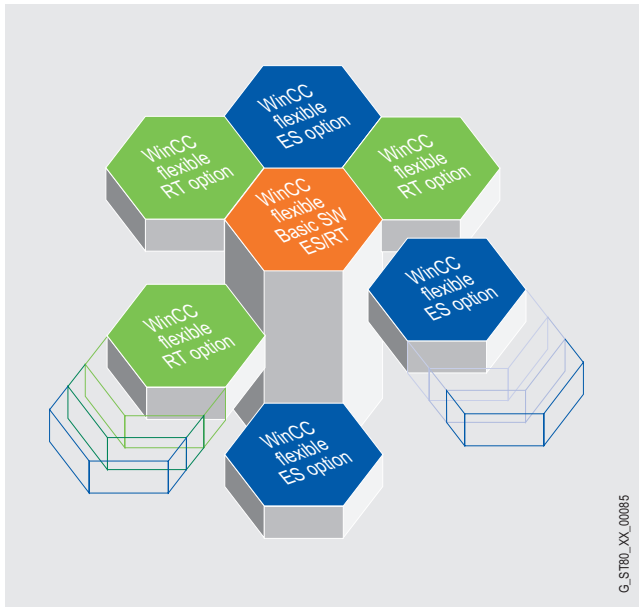 WinCC
flexible
ES option
WinCC
flexible
RT option
WinCC
flexible
RT option
WinCC
flexible
Basic SW
ES/RT
WinCC
flexible
ES option
WinCC
flexible
RT option
WinCC
flexible
ES option
G_ST80_XX_00085